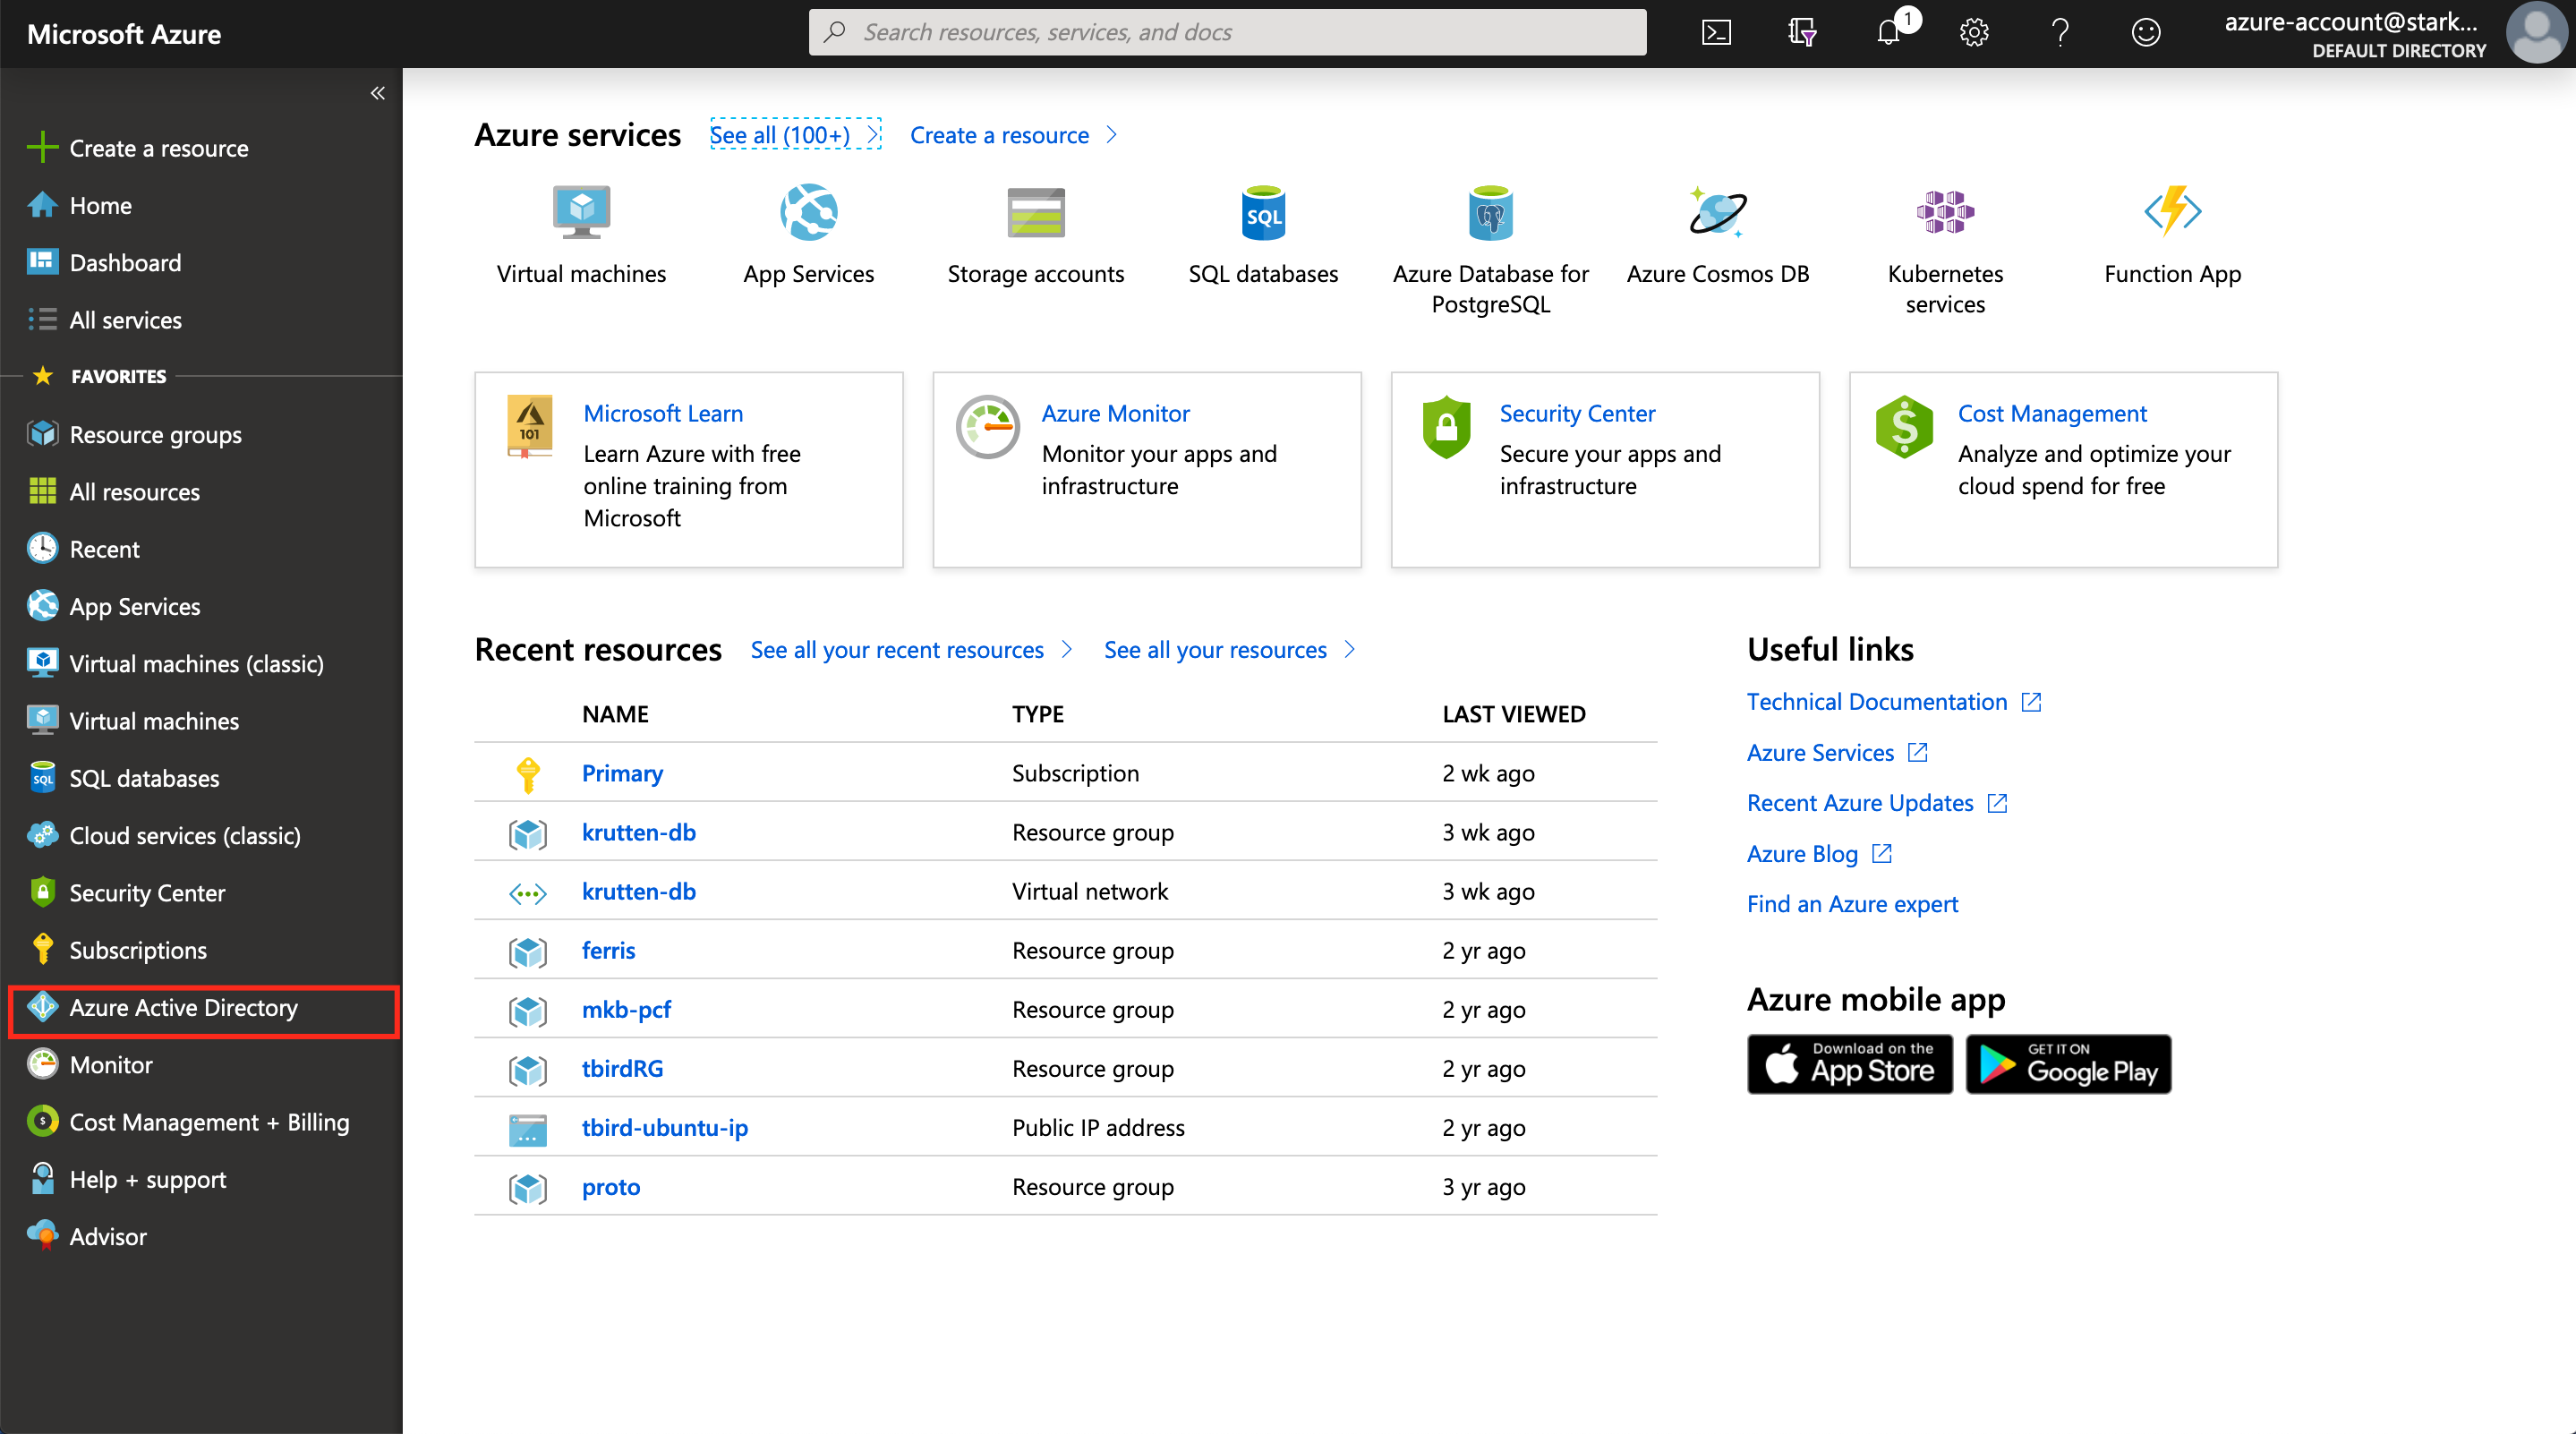 Microsoft Azure
Search resources, services, and docs
1
azure-account@stark...
DEFAULT DIRECTORY
«
Create a resource
Home
Dashboard
All services
FAVORITES
Resource groups
All resources
Recent
App Services
Virtual machines (classic)
Virtual machines
SQL
SQL databases
Cloud services (classic)
Security Center
Subscriptions
Azure Active Directory
Monitor
Cost Management + Billing
Help + support
Advisor
Azure services
See all (100+)
Create a resource
Virtual machines
App Services
Storage accounts
SQL
SQL databases
Azure Database for
PostgreSQL
Azure Cosmos DB
Kubernetes
services
Function App
101
Microsoft Learn
Learn Azure with free
online training from
Microsoft
Azure Monitor
Monitor your apps and
infrastructure
Security Center
Secure your apps and
infrastructure
Cost Management
Analyze and optimize your
cloud spend for free
Recent resources
See all your recent resources
See all your resources
NAME TYPE LAST VIEWED
Primary Subscription 2 wk ago
krutten-db Resource group 3 wk ago
krutten-db Virtual network 3 wk ago
ferris Resource group 2 yr ago
mkb-pcf Resource group 2 yr ago
tbirdRG Resource group 2 yr ago
tbird-ubuntu-ip Public IP address 2 yr ago
proto Resource group 3 yr ago
Useful links
Technical Documentation
Azure Services
Recent Azure Updates
Azure Blog
Find an Azure expert
Azure mobile app
Download on the
App Store
GET IT ON
Google Play